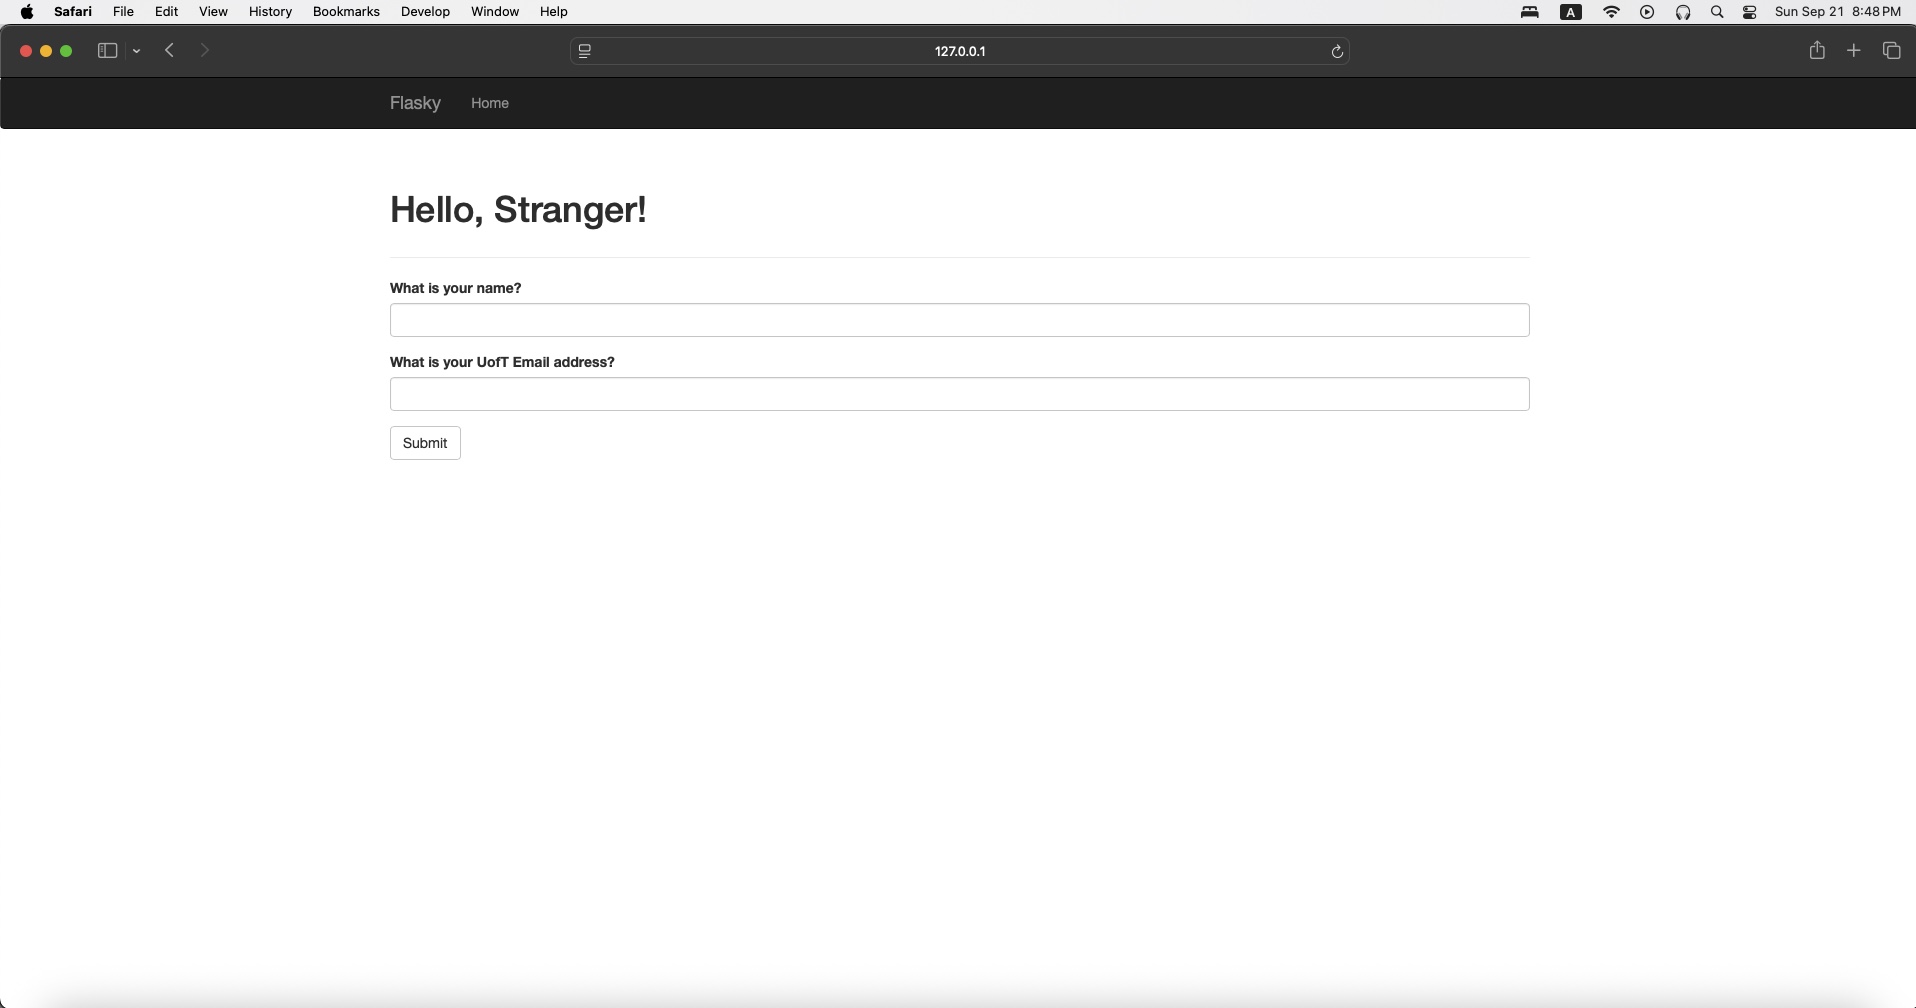 Safari File Edit View History Bookmarks Develop Window Help A Sun Sep 21 8:48 PM
127.0.0.1
Flasky Home
Hello, Stranger!
What is your name?
What is your UofT Email address?
Submit